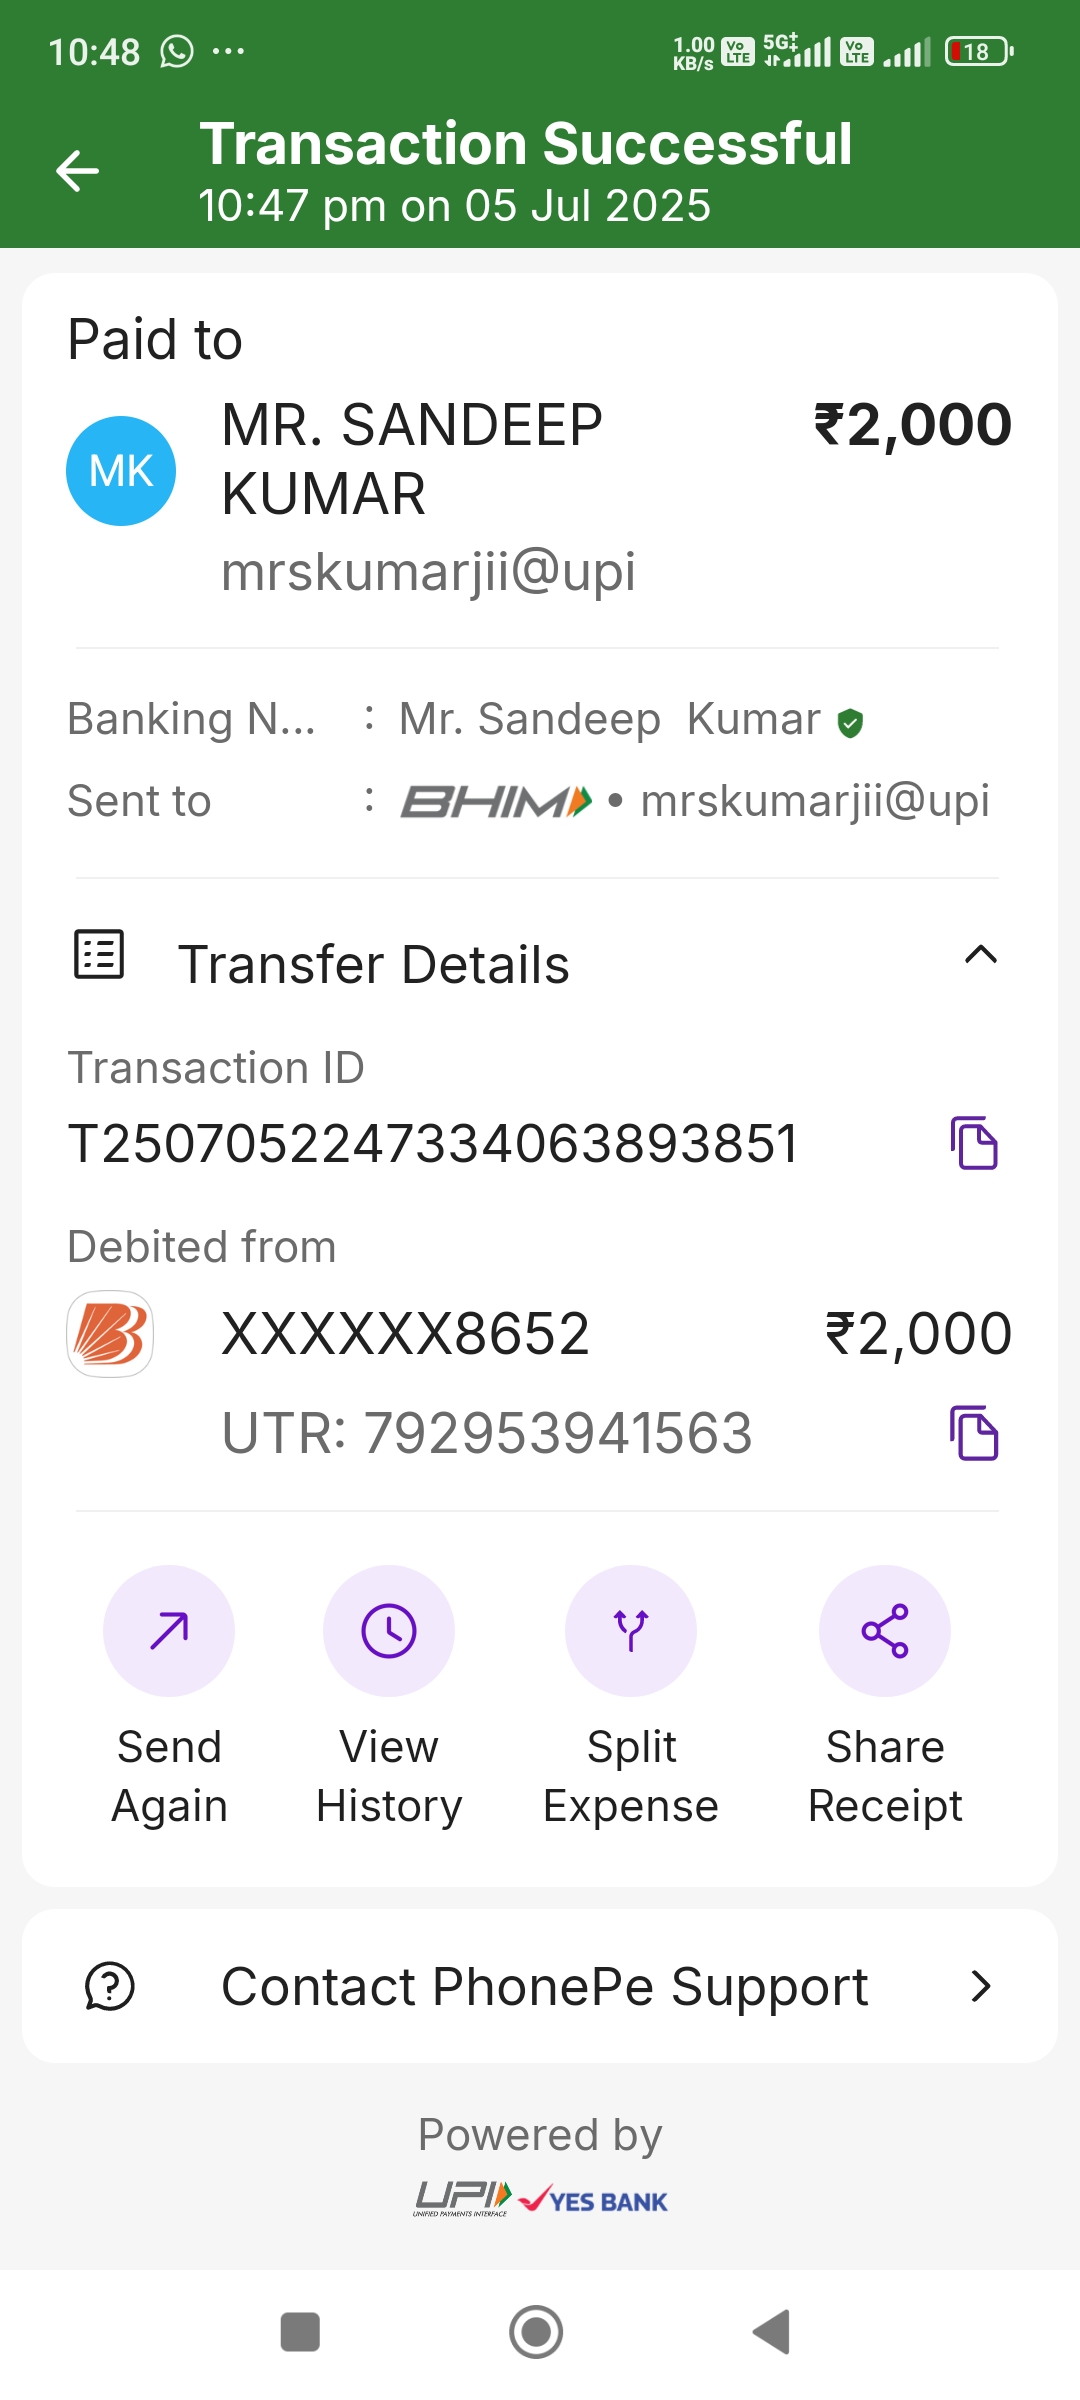 10:48 ...
1.00 KB/s Vo LTE 5G Vo LTE 18
Transaction Successful
10:47 pm on 05 Jul 2025
Paid to
MK
MR. SANDEEP ₹2,000
KUMAR
mrskumarjii@upi
Banking N... : Mr. Sandeep Kumar
Sent to : BHIM • mrskumarjii@upi
Transfer Details
Transaction ID
T2507052247334063893851
Debited from
XXXXXX8652 ₹2,000
UTR: 792953941563
Send Again
View History
Split Expense
Share Receipt
Contact PhonePe Support
Powered by
UPI YES BANK
UNIFIED PAYMENTS INTERFACE